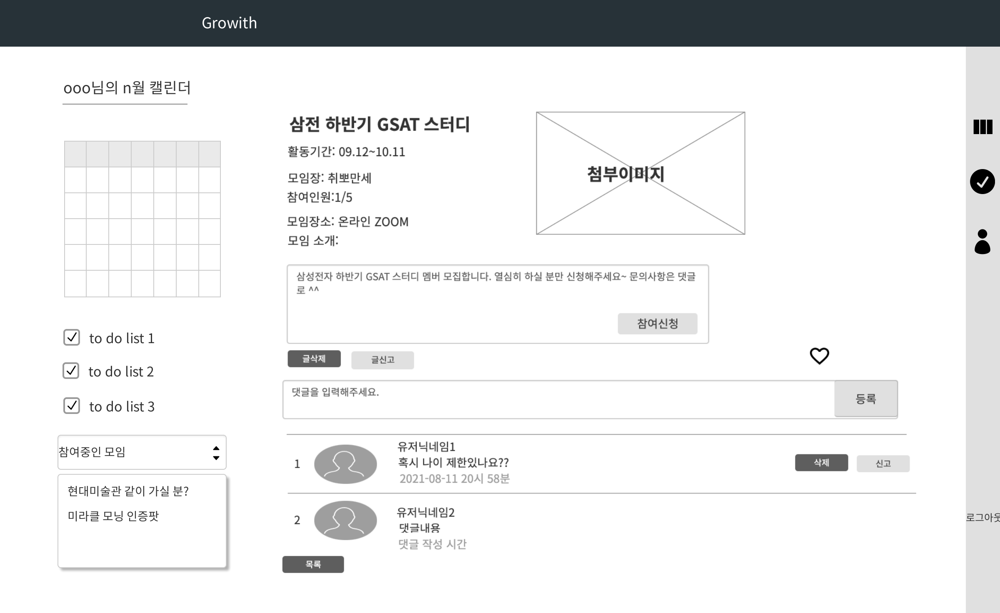 Growith
ooo님의 n월 캘린더
to do list 1
to do list 2
to do list 3
참여중인 모임
현대미술관 같이 가실 분?
미라클 모닝 인증팟
삼전 하반기 GSAT 스터디
활동기간: 09.12~10.11
모임장: 취뽀만세
참여인원:1/5
모임장소: 온라인 ZOOM
모임 소개:
첨부이미지
삼성전자 하반기 GSAT 스터디 멤버 모집합니다. 열심히 하실 분만 신청해주세요~ 문의사항은 댓글
로 ^^
참여신청
글삭제
글신고
댓글을 입력해주세요.
등록
1
유저닉네임1
혹시 나이 제한있나요??
2021-08-11 20시 58분
삭제
신고
2
유저닉네임2
댓글내용
댓글 작성 시간
목록
로그아웃